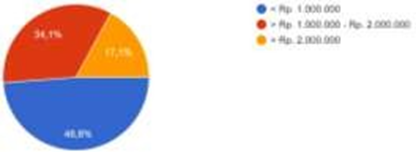 34,1%
17,1%
48,8%
< Rp. 1.000.000
> Rp. 1.000.000 - Rp. 2.000.000
> Rp. 2.000.000